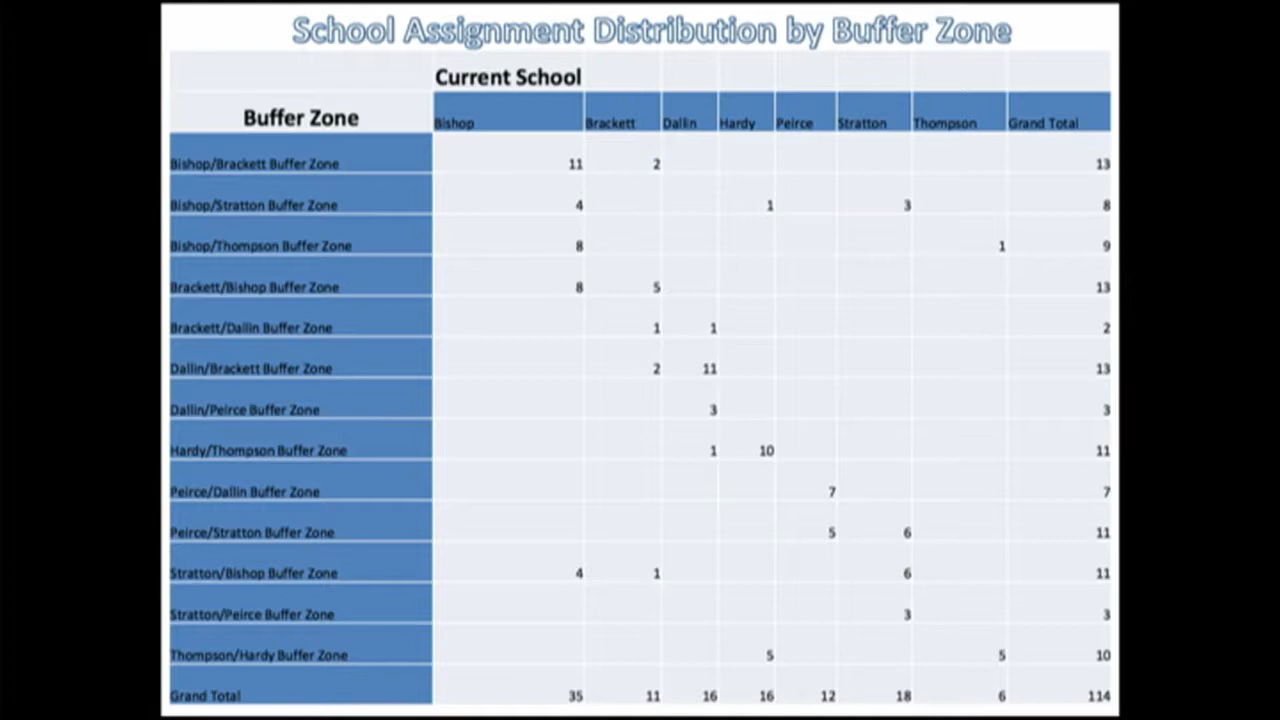 School Assignment Distribution by Buffer Zone
Current School
Buffer Zone Bishop Brackett Dallin Hardy Peirce Stratton Thompson Grand Total
Bishop/Brackett Buffer Zone 11 2 13
Bishop/Stratton Buffer Zone 4 1 3 8
Bishop/Thompson Buffer Zone 8 1 9
Brackett/Bishop Buffer Zone 8 5 13
Brackett/Dallin Buffer Zone 1 1 2
Dallin/Brackett Buffer Zone 2 11 13
Dallin/Peirce Buffer Zone 3 3
Hardy/Thompson Buffer Zone 1 10 11
Peirce/Dallin Buffer Zone 7 7
Peirce/Stratton Buffer Zone 5 6 11
Stratton/Bishop Buffer Zone 4 1 6 11
Stratton/Peirce Buffer Zone 3 3
Thompson/Hardy Buffer Zone 5 5 10
Grand Total 35 11 16 16 12 18 6 114